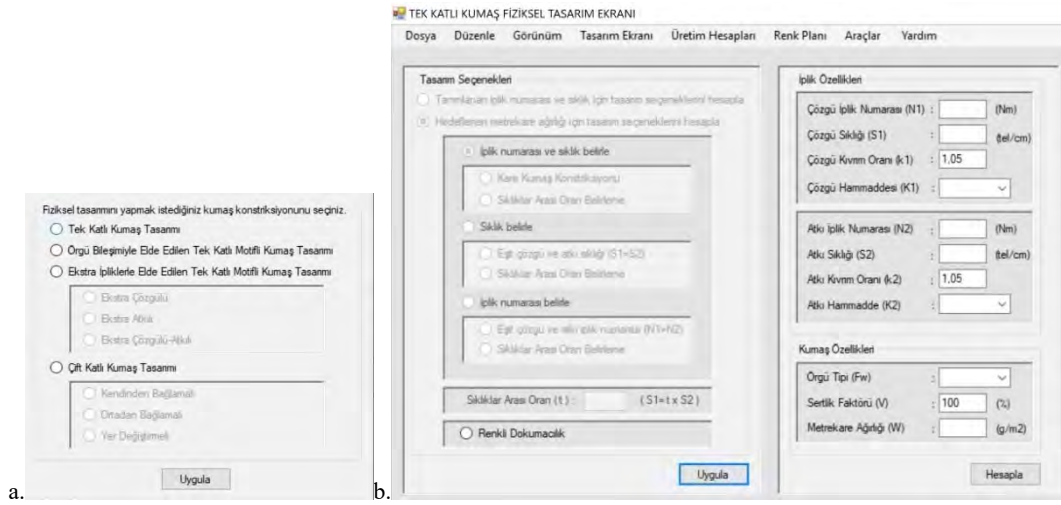 Fiziksel tasarımını yapmak istediğiniz kumaş konstrüksiyonunu seçiniz.
Tek Katlı Kumaş Tasarımı
Örgü Bileşimiyle Elde Edilen Tek Katlı Motifli Kumaş Tasarımı
Ekstra İpliklerle Elde Edilen Tek Katlı Motifli Kumaş Tasarımı
Ekstra Çözgülü
Ekstra Atkılı
Ekstra Çözgülü-Atkılı
Çift Katlı Kumaş Tasarımı
Kendinden Bağlamalı
Ortadan Bağlamalı
Yer Değiştirmeli
Uygula
a.
TEK KATLI KUMAŞ FİZİKSEL TASARIM EKRANI
Dosya Düzenle Görünüm Tasarım Ekranı Üretim Hesapları Renk Planı Araçlar Yardım
Tasarım Seçenekleri
Tanımlanan iplik numarası ve sıklık için tasarım seçeneklerini hesapla
Hedeflenen metrekare ağırlığı için tasarım seçeneklerini hesapla
İplik numarası ve sıklık belirle
Kare Kumaş Konstrüksiyonu
Sıklıklar Arası Oran Belirleme
Sıklık belirle
Eşit çözgü ve atkı sıklığı (S1=S2)
Sıklıklar Arası Oran Belirleme
İplik numarası belirle
Eşit çözgü ve atkı iplik numarası (N1=N2)
Sıklıklar Arası Oran Belirleme
Sıklıklar Arası Oran (t) : (S1=t x S2)
Renkli Dokumacılık
Uygula
İplik Özellikleri
Çözgü İplik Numarası (N1) : (Nm)
Çözgü Sıklığı (S1) : (tel/cm)
Çözgü Kıvrım Oranı (k1) : 1,05
Çözgü Hammaddesi (K1) :
Atkı İplik Numarası (N2) : (Nm)
Atkı Sıklığı (S2) : (tel/cm)
Atkı Kıvrım Oranı (k2) : 1,05
Atkı Hammadde (K2) :
Kumaş Özellikleri
Örgü Tipi (Fw) :
Sertlik Faktörü (V) : 100 (%)
Metrekare Ağırlığı (W) : (g/m2)
Hesapla
b.